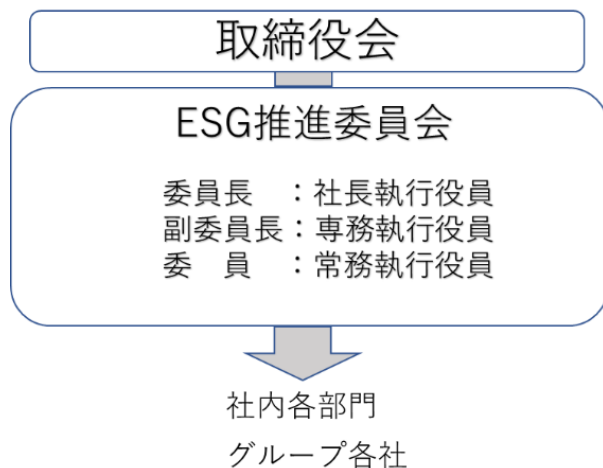 取締役会
ESG推進委員会
委員長　：社長執行役員
副委員長：専務執行役員
委　員　：常務執行役員
社内各部門
グループ各社